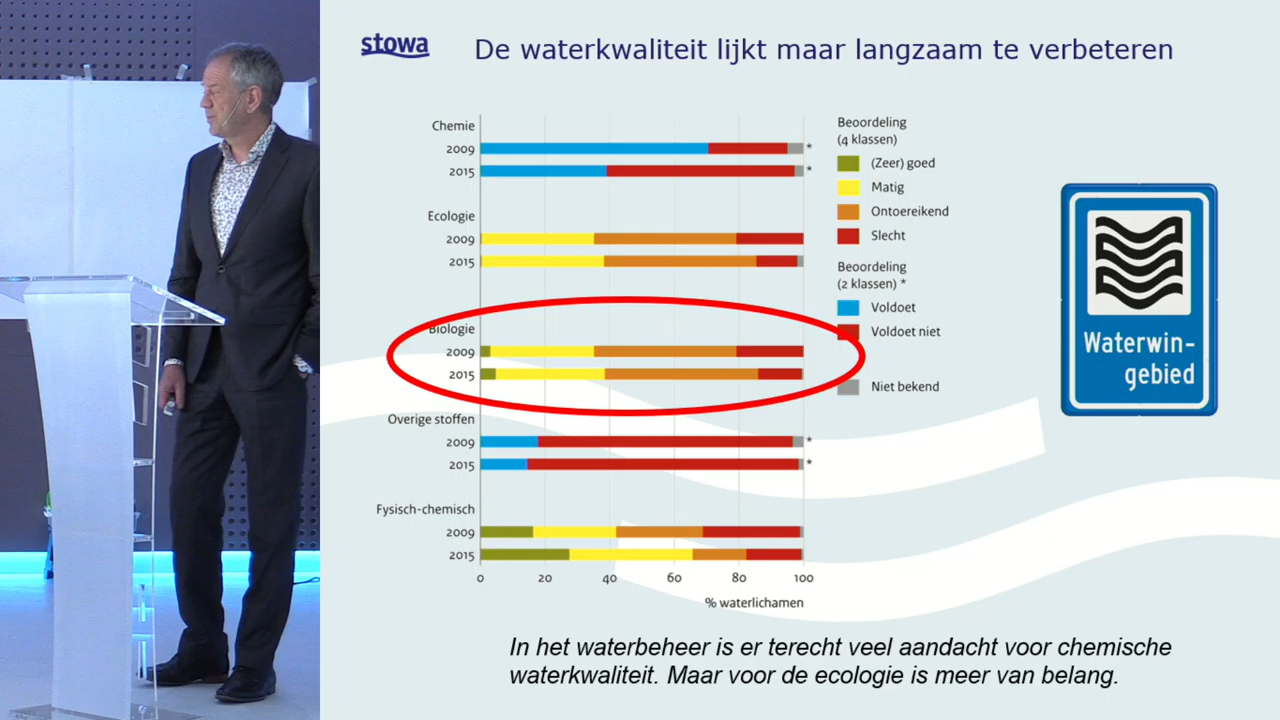 stowa
De waterkwaliteit lijkt maar langzaam te verbeteren
Chemie
2009
*
2015
*
Ecologie
2009
2015
Biologie
2009
2015
Overige stoffen
2009
*
2015
*
Fysisch-chemisch
2009
2015
0 20 40 60 80 100
% waterlichamen
Beoordeling
(4 klassen)
(Zeer) goed
Matig
Ontoereikend
Slecht
Beoordeling
(2 klassen) *
Voldoet
Voldoet niet
Niet bekend
Waterwin-
gebied
In het waterbeheer is er terecht veel aandacht voor chemische
waterkwaliteit. Maar voor de ecologie is meer van belang.